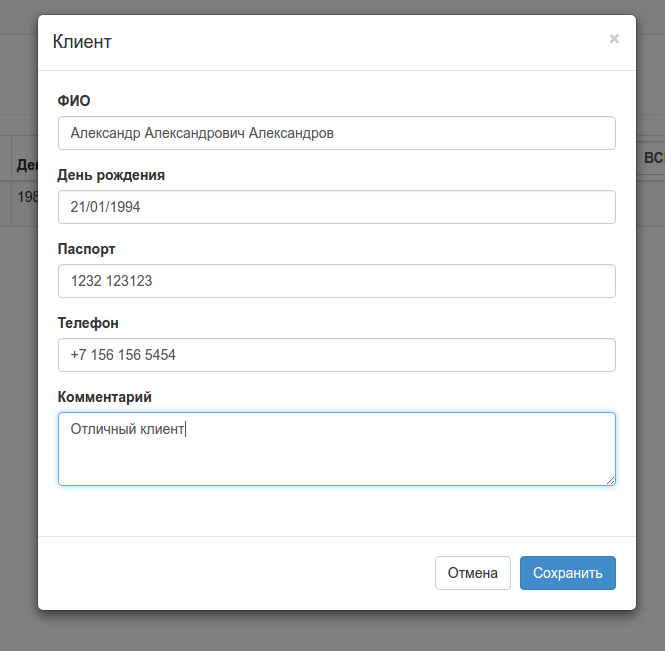 Клиент
×
ФИО
Александр Александрович Александров
День рождения
21/01/1994
Паспорт
1232 123123
Телефон
+7 156 156 5454
Комментарий
Отличный клиент
Отмена
Сохранить